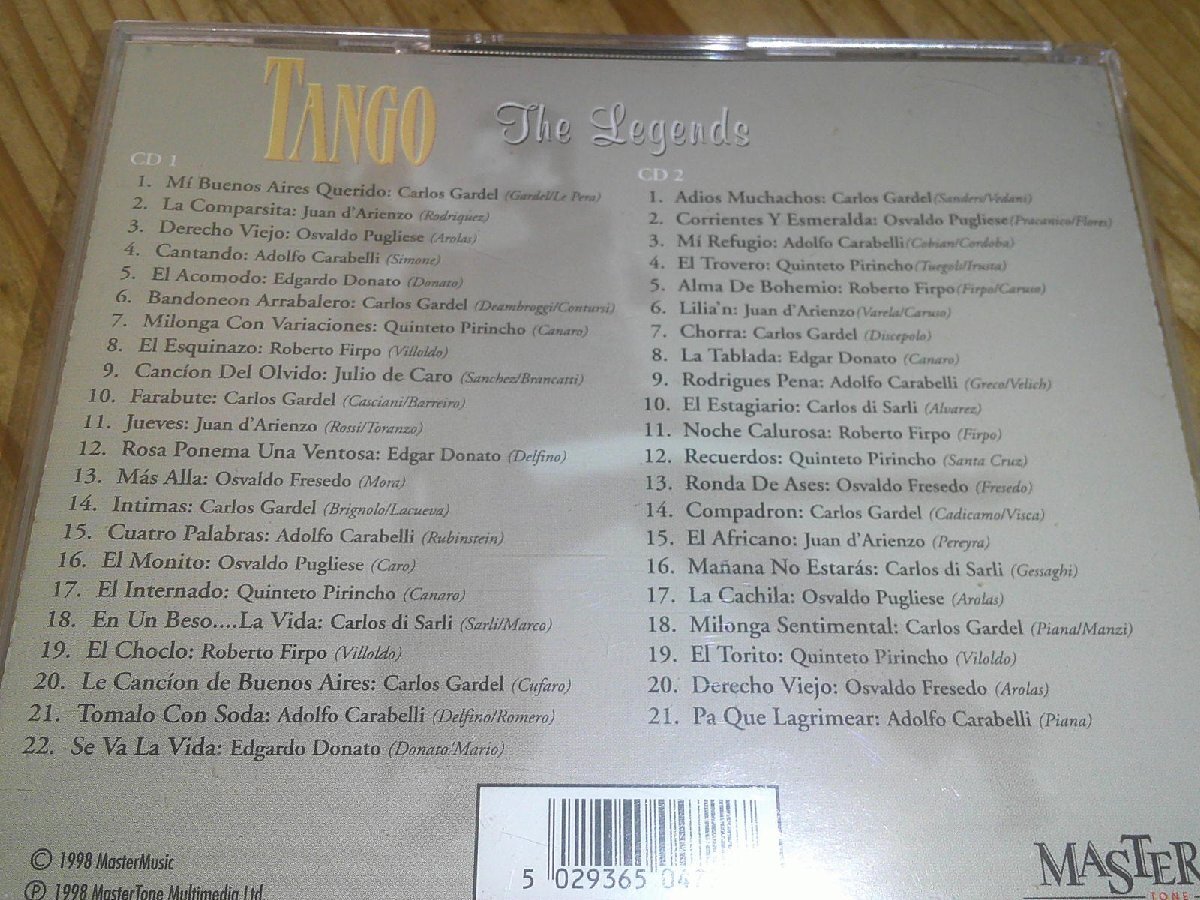 TANGO The Legends
CD 1
1. Mí Buenos Aires Querido: Carlos Gardel (Gardel/Le Pera)
2. La Comparsita: Juan d'Arienzo (Rodriquez)
3. Derecho Viejo: Osvaldo Pugliese (Arolas)
4. Cantando: Adolfo Carabelli (Simone)
5. El Acomodo: Edgardo Donato (Donato)
6. Bandoneon Arrabalero: Carlos Gardel (Deambroggi/Contursi)
7. Milonga Con Variaciones: Quinteto Pirincho (Canaro)
8. El Esquinazo: Roberto Firpo (Villoldo)
9. Cancíon Del Olvido: Julio de Caro (Sanchez/Brancatti)
10. Farabute: Carlos Gardel (Casciani/Barreiro)
11. Jueves: Juan d'Arienzo (Rossi/Toranzo)
12. Rosa Ponema Una Ventosa: Edgar Donato (Delfino)
13. Más Alla: Osvaldo Fresedo (Mora)
14. Intimas: Carlos Gardel (Brignolo/Lacueva)
15. Cuatro Palabras: Adolfo Carabelli (Rubinstein)
16. El Monito: Osvaldo Pugliese (Caro)
17. El Internado: Quinteto Pirincho (Canaro)
18. En Un Beso....La Vida: Carlos di Sarli (Sarli/Marco)
19. El Choclo: Roberto Firpo (Villoldo)
20. Le Cancíon de Buenos Aires: Carlos Gardel (Cufaro)
21. Tomalo Con Soda: Adolfo Carabelli (Delfino/Romero)
22. Se Va La Vida: Edgardo Donato (Donato/Mario)
CD 2
1. Adios Muchachos: Carlos Gardel (Sanders/Vedani)
2. Corrientes Y Esmeralda: Osvaldo Pugliese (Pracanico/Flores)
3. Mí Refugio: Adolfo Carabelli (Cobian/Cordoba)
4. El Trovero: Quinteto Pirincho (Turegob/Irusta)
5. Alma De Bohemio: Roberto Firpo (Firpo/Caruso)
6. Lilia'n: Juan d'Arienzo (Varela/Caruso)
7. Chorra: Carlos Gardel (Discepolo)
8. La Tablada: Edgar Donato (Canaro)
9. Rodrigues Pena: Adolfo Carabelli (Greco/Velich)
10. El Estagiario: Carlos di Sarli (Alvarez)
11. Noche Calurosa: Roberto Firpo (Firpo)
12. Recuerdos: Quinteto Pirincho (Santa Cruz)
13. Ronda De Ases: Osvaldo Fresedo (Fresedo)
14. Compadron: Carlos Gardel (Cadicamo/Visca)
15. El Africano: Juan d'Arienzo (Pereyra)
16. Mañana No Estarás: Carlos di Sarli (Gessaghi)
17. La Cachila: Osvaldo Pugliese (Arolas)
18. Milonga Sentimental: Carlos Gardel (Piana/Manzi)
19. El Torito: Quinteto Pirincho (Viloldo)
20. Derecho Viejo: Osvaldo Fresedo (Arolas)
21. Pa Que Lagrimear: Adolfo Carabelli (Piana)
© 1998 MasterMusic
℗ 1998 MasterTone Multimedia Ltd
5 029365 04
MASTER
TONE